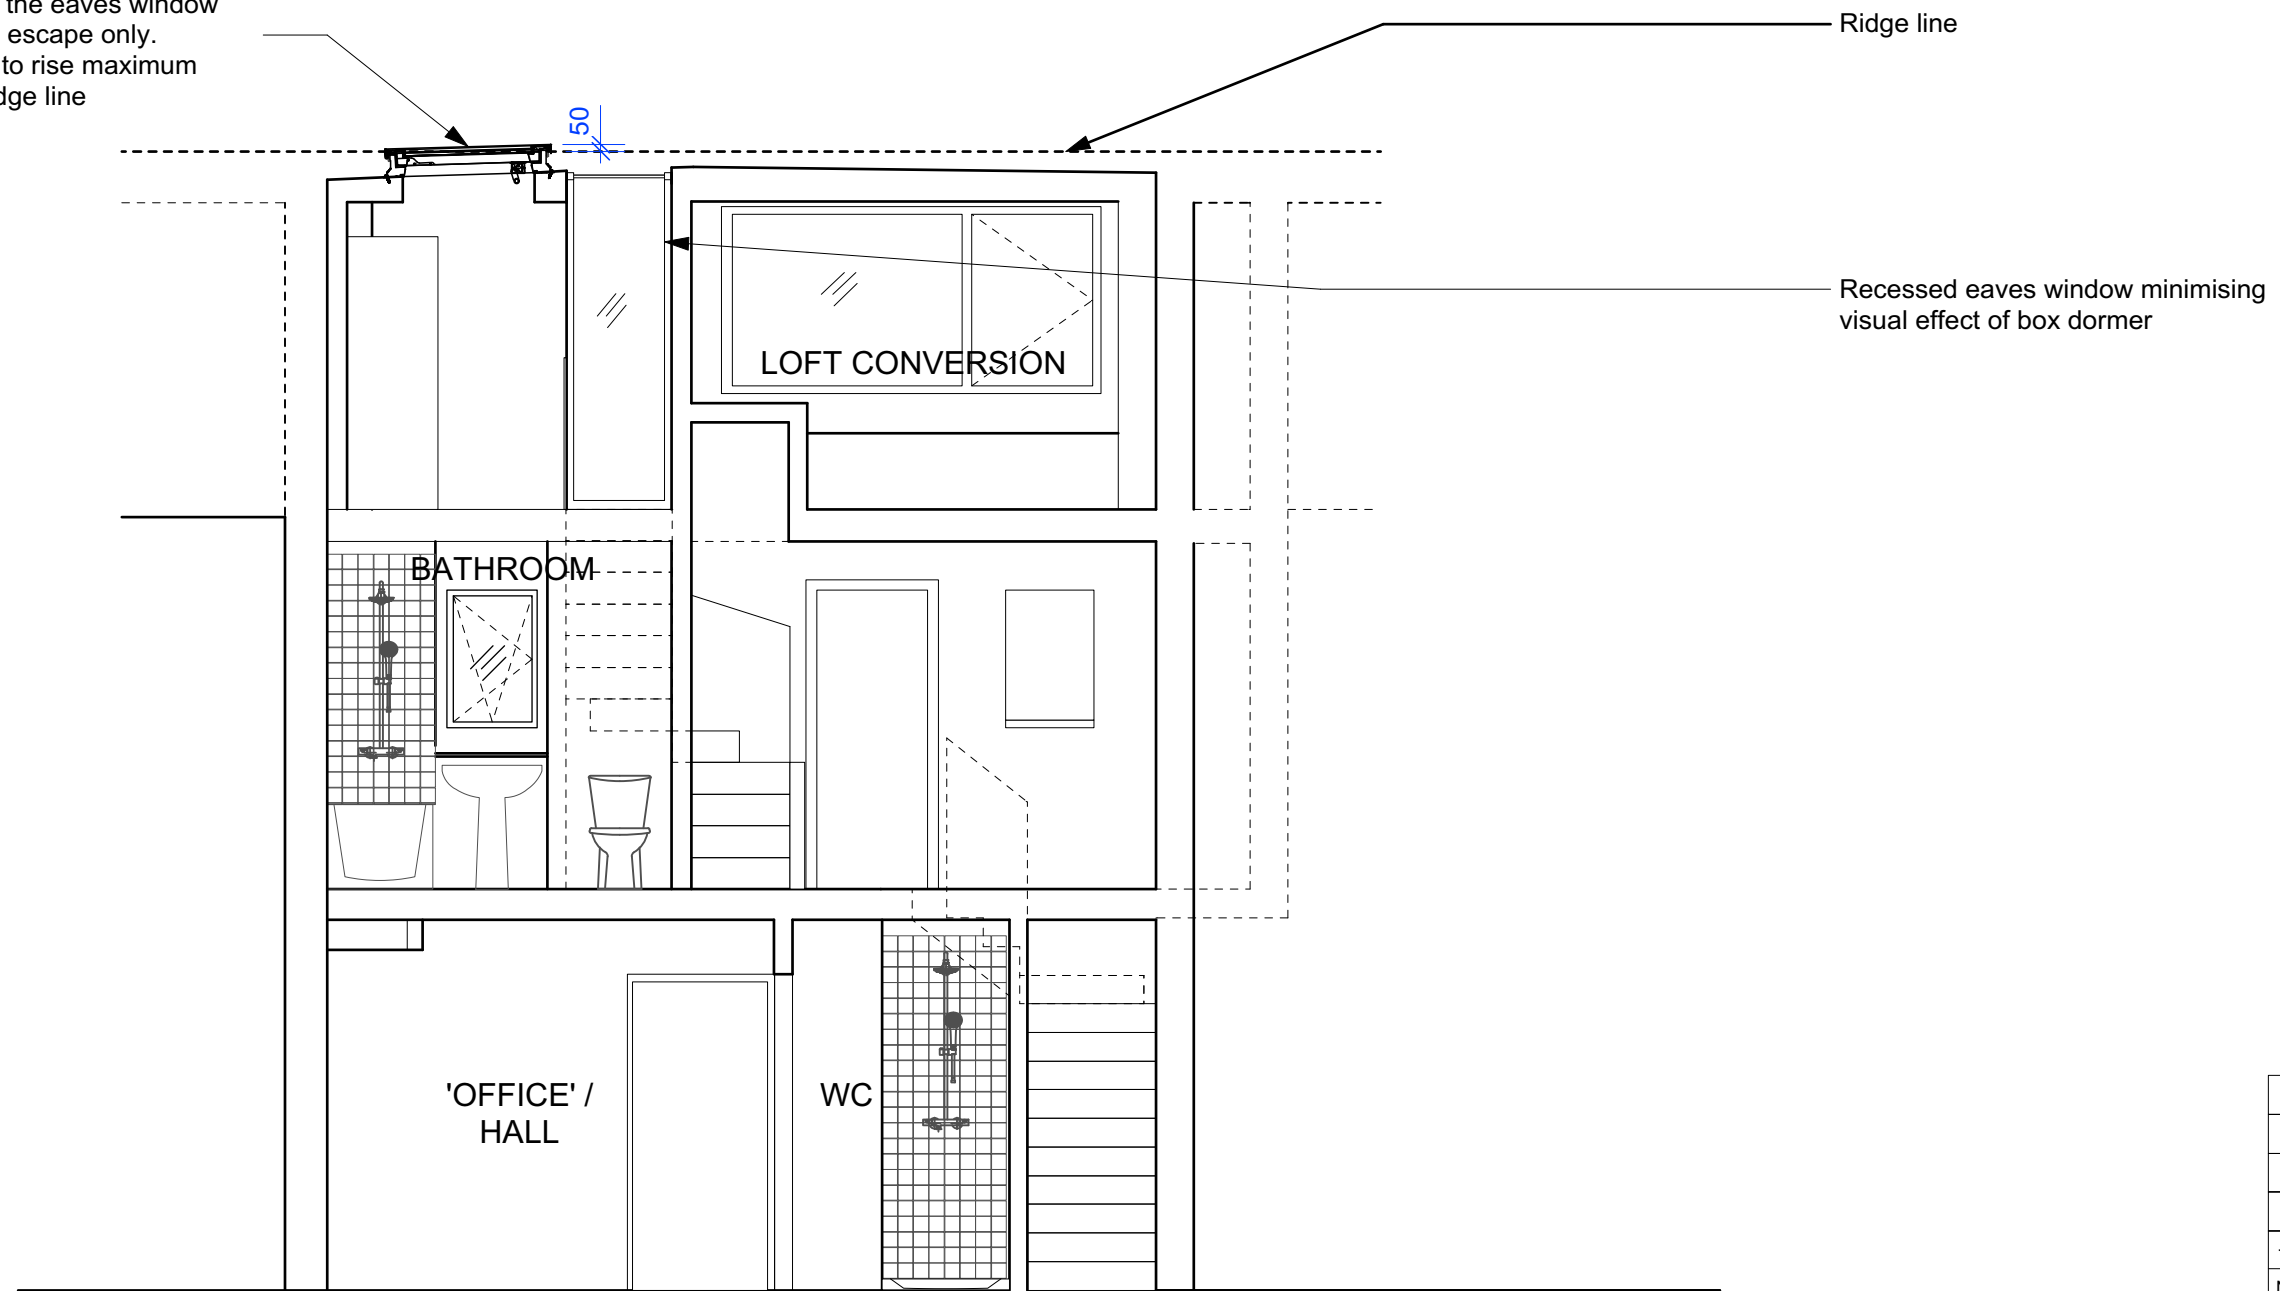 the eaves window
escape only.
to rise maximum
dge line
Ridge line
50
Recessed eaves window minimising
visual effect of box dormer
LOFT CONVERSION
BATHROOM
'OFFICE' /
HALL
WC